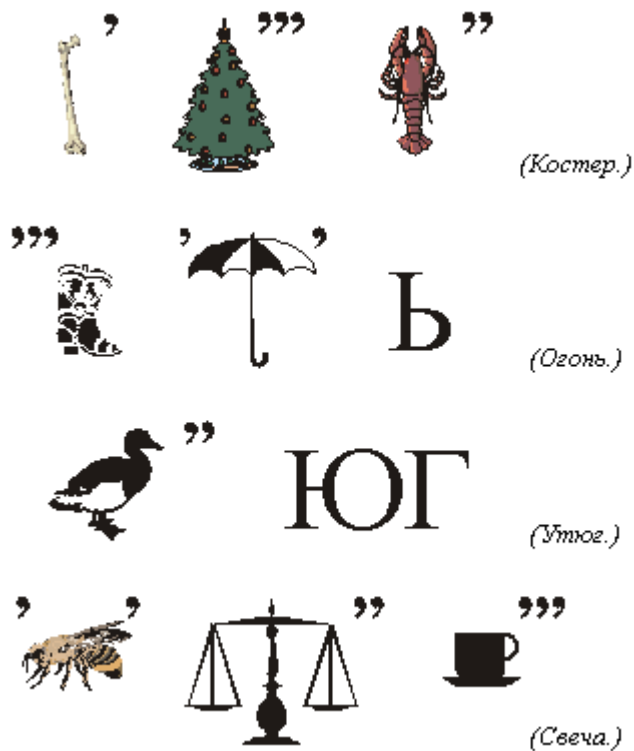 ’ ’’’ ’’
(Костер.)
’’’ ’ ’ Ь
(Огонь.)
’’ ЮГ
(Утюг.)
’ ’ ’’ ’’’
(Свеча.)